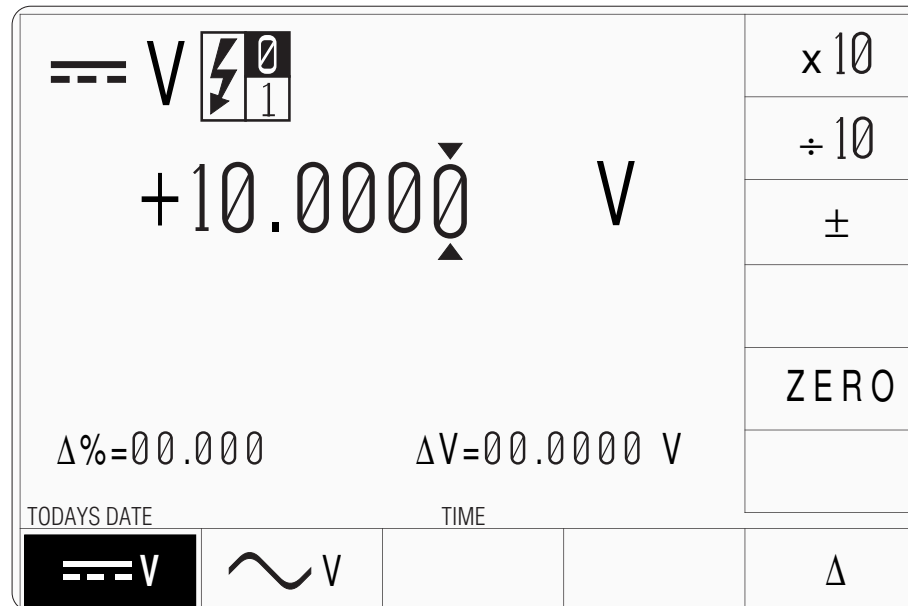 V 0
1
x10
÷10
+10.0000 V
±
ZERO
Δ%=00.000 ΔV=00.0000 V
TODAYS DATE TIME
V V Δ